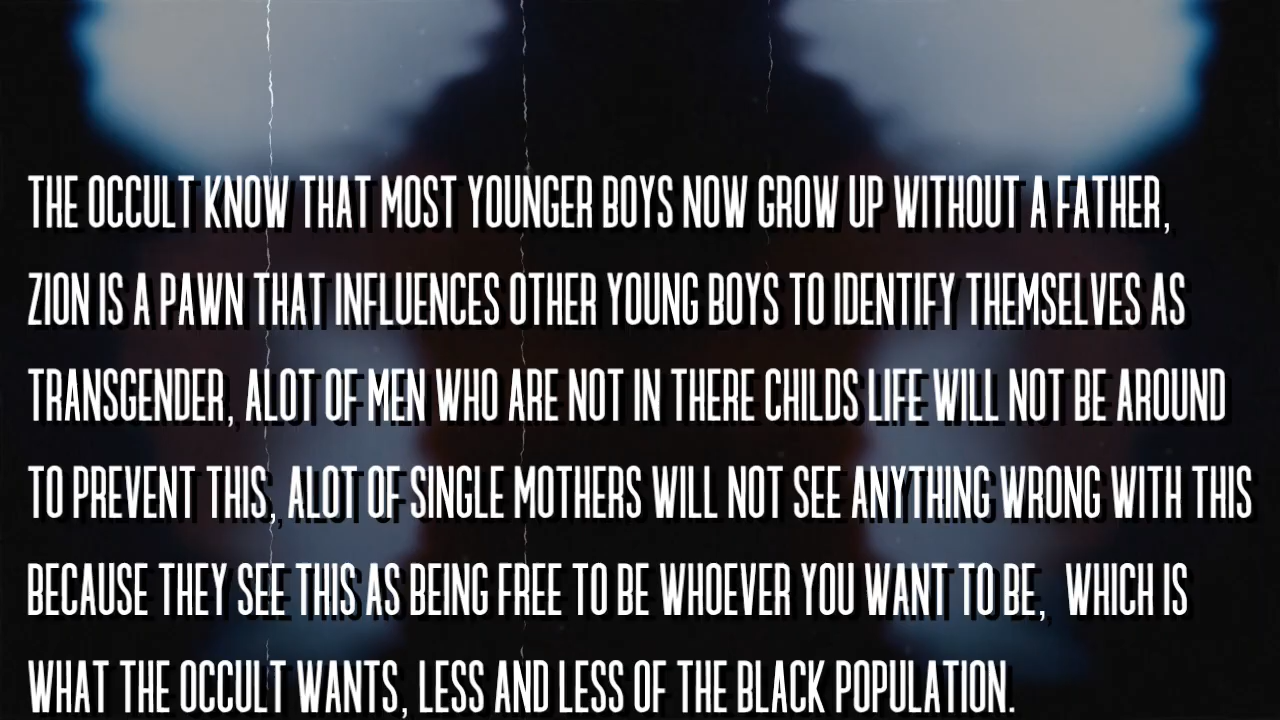 THE OCCULT KNOW THAT MOST YOUNGER BOYS NOW GROW UP WITHOUT A FATHER,
ZION IS A PAWN THAT INFLUENCES OTHER YOUNG BOYS TO IDENTIFY THEMSELVES AS
TRANSGENDER, ALOT OF MEN WHO ARE NOT IN THERE CHILDS LIFE WILL NOT BE AROUND
TO PREVENT THIS, ALOT OF SINGLE MOTHERS WILL NOT SEE ANYTHING WRONG WITH THIS
BECAUSE THEY SEE THIS AS BEING FREE TO BE WHOEVER YOU WANT TO BE, WHICH IS
WHAT THE OCCULT WANTS, LESS AND LESS OF THE BLACK POPULATION.